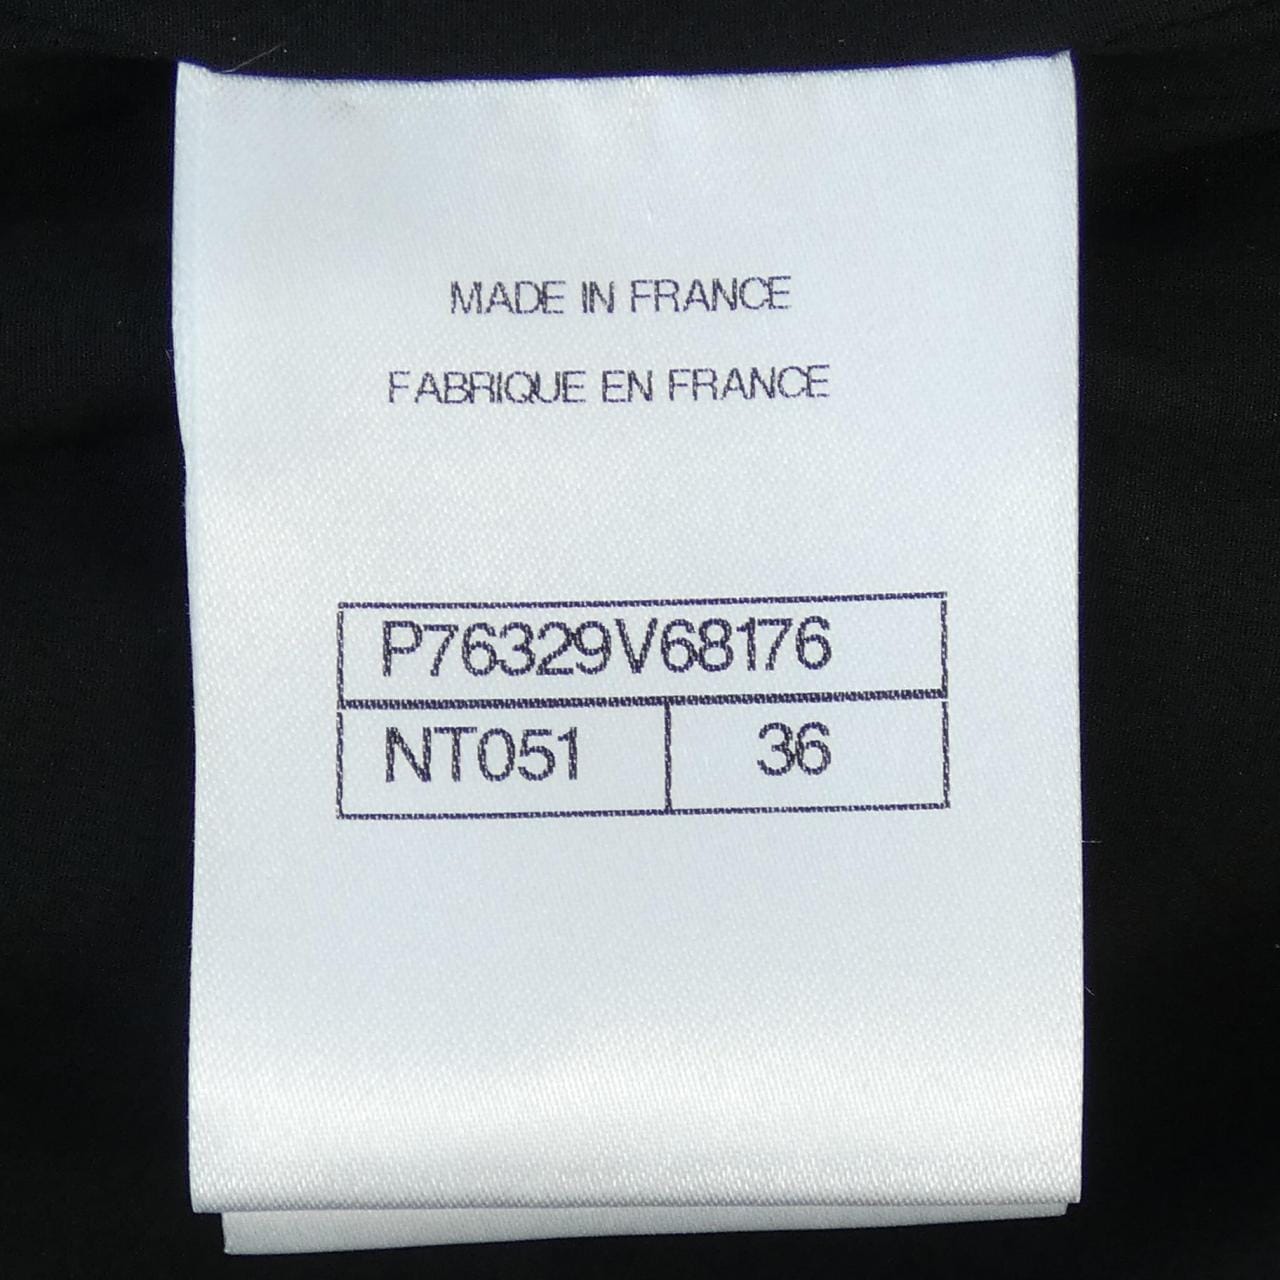 MADE IN FRANCE
FABRIQUE EN FRANCE
P76329V68176
NT051 36